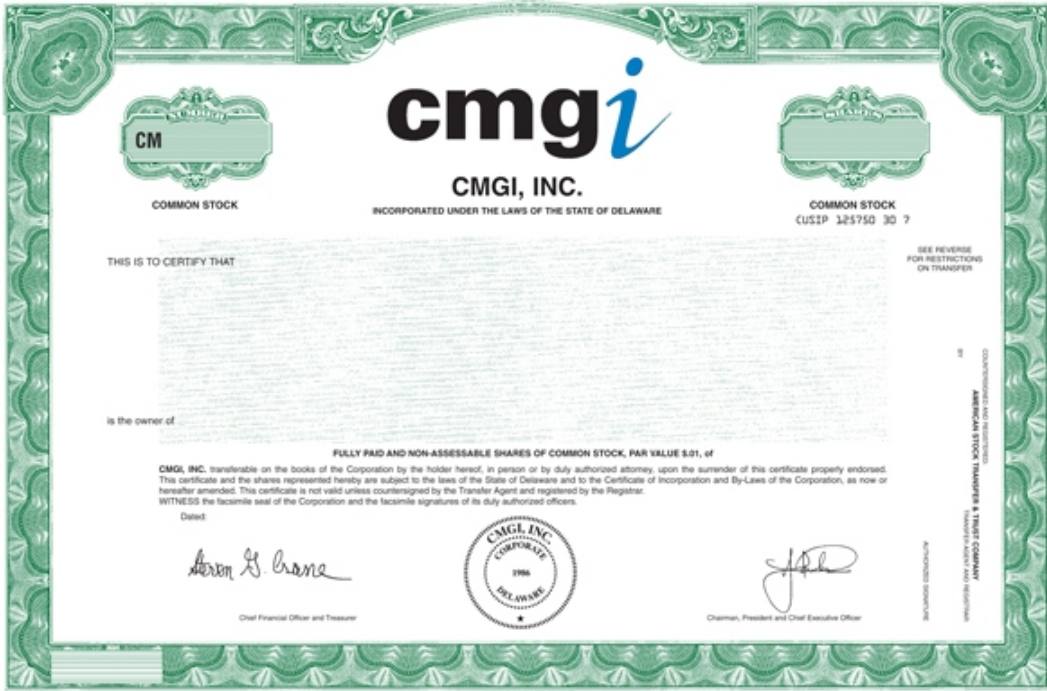 NUMBER
SHARES
CM
cmgi
CMGI, INC.
INCORPORATED UNDER THE LAWS OF THE STATE OF DELAWARE
COMMON STOCK
COMMON STOCK
CUSIP 125750 30 7
SEE REVERSE
FOR RESTRICTIONS
ON TRANSFER
THIS IS TO CERTIFY THAT
is the owner of
FULLY PAID AND NON-ASSESSABLE SHARES OF COMMON STOCK, PAR VALUE $.01, of
CMGI, INC. transferable on the books of the Corporation by the holder hereof, in person or by duly authorized attorney, upon the surrender of this certificate properly endorsed.
This certificate and the shares represented hereby are subject to the laws of the State of Delaware and to the Certificate of Incorporation and By-Laws of the Corporation, as now or
hereafter amended. This certificate is not valid unless countersigned by the Transfer Agent and registered by the Registrar.
WITNESS the facsimile seal of the Corporation and the facsimile signatures of its duly authorized officers.
Dated:
Steven G. Crane
Chief Financial Officer and Treasurer
CMGI, INC.
CORPORATE
1986
DELAWARE
Chairman, President and Chief Executive Officer
COUNTERSIGNED AND REGISTERED
AMERICAN STOCK TRANSFER & TRUST COMPANY
TRANSFER AGENT AND REGISTRAR
BY
AUTHORIZED SIGNATURE